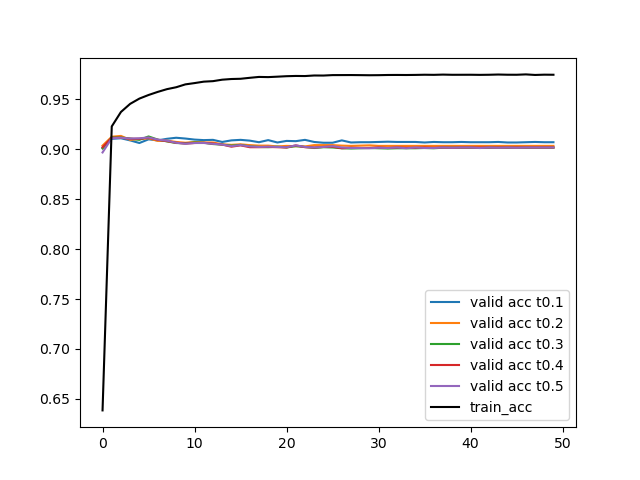 0.95
0.90
0.85
0.80
0.75
0.70
0.65
valid acc t0.1
valid acc t0.2
valid acc t0.3
valid acc t0.4
valid acc t0.5
train_acc
0 10 20 30 40 50